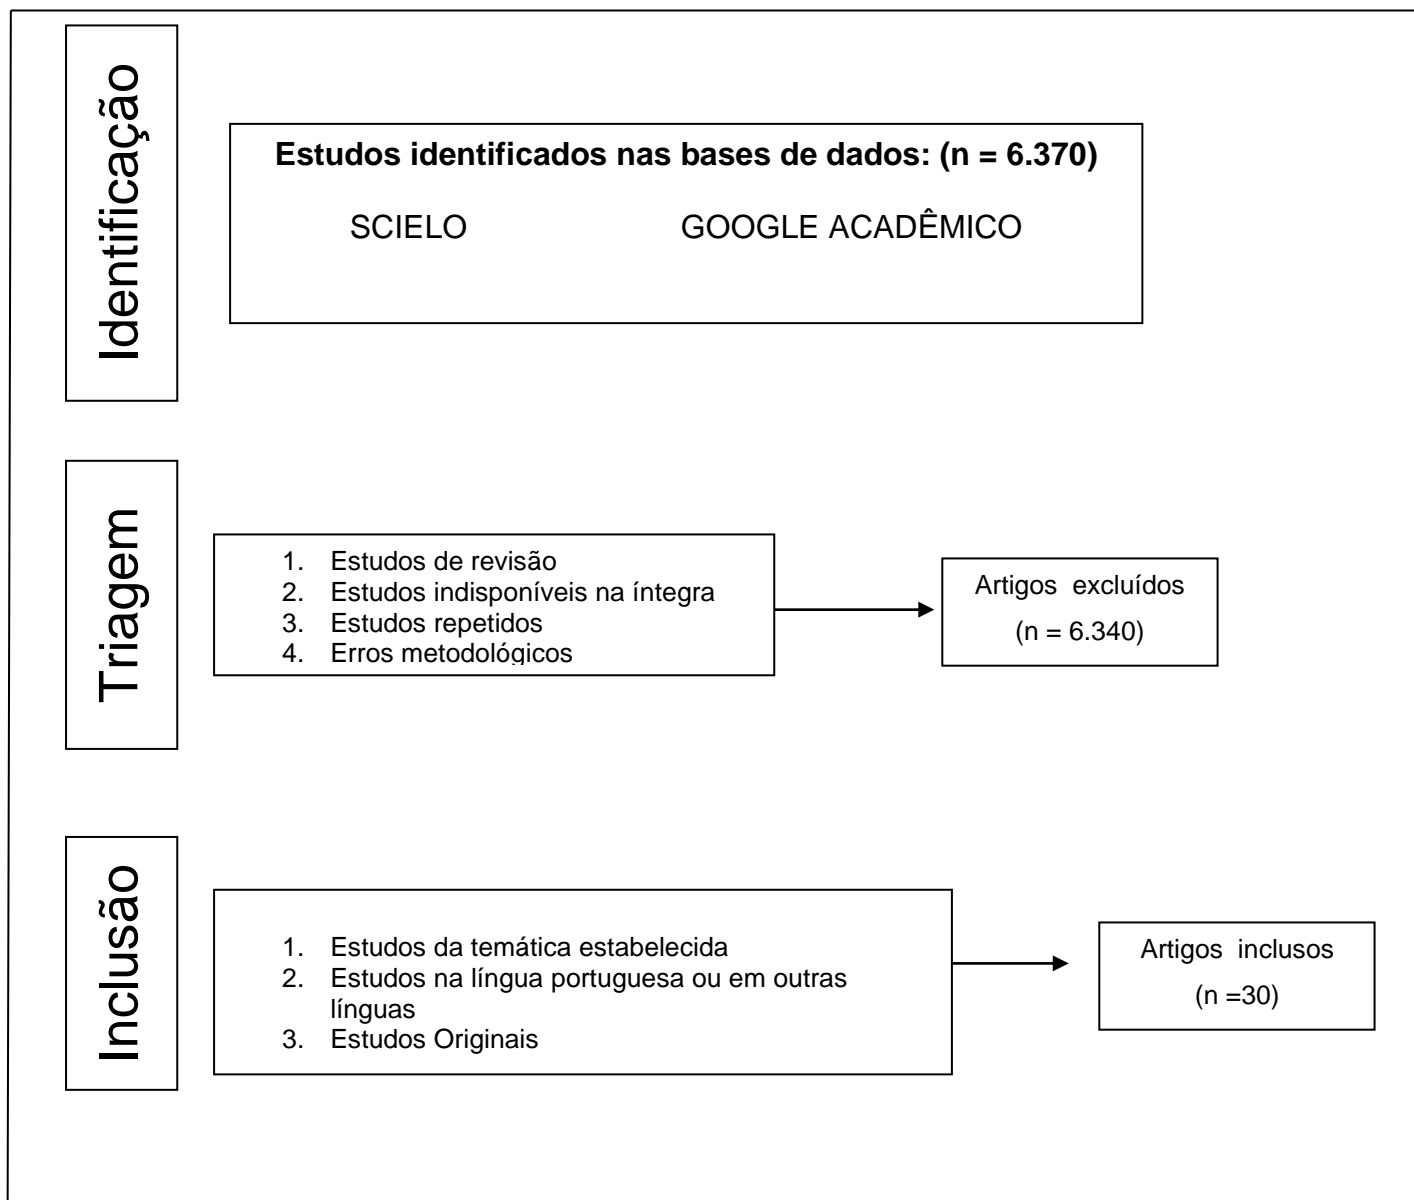 Identificação
Estudos identificados nas bases de dados: (n = 6.370)
SCIELO GOOGLE ACADÊMICO
Triagem
1. Estudos de revisão
2. Estudos indisponíveis na íntegra
3. Estudos repetidos
4. Erros metodológicos
Artigos excluídos
(n = 6.340)
Inclusão
1. Estudos da temática estabelecida
2. Estudos na língua portuguesa ou em outras
línguas
3. Estudos Originais
Artigos inclusos
(n =30)